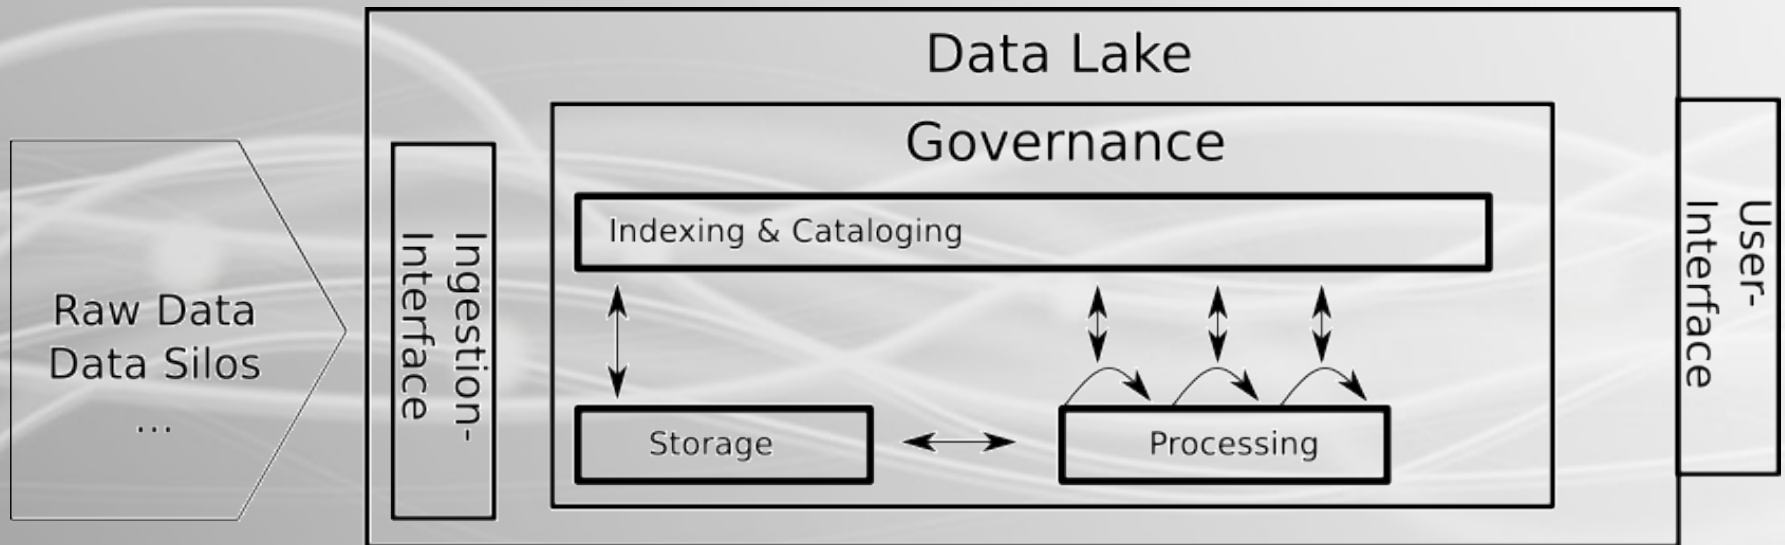 Data Lake
Governance
Indexing & Cataloging
Raw Data
Data Silos
...
Ingestion-
Interface
Storage
Processing
User-
Interface